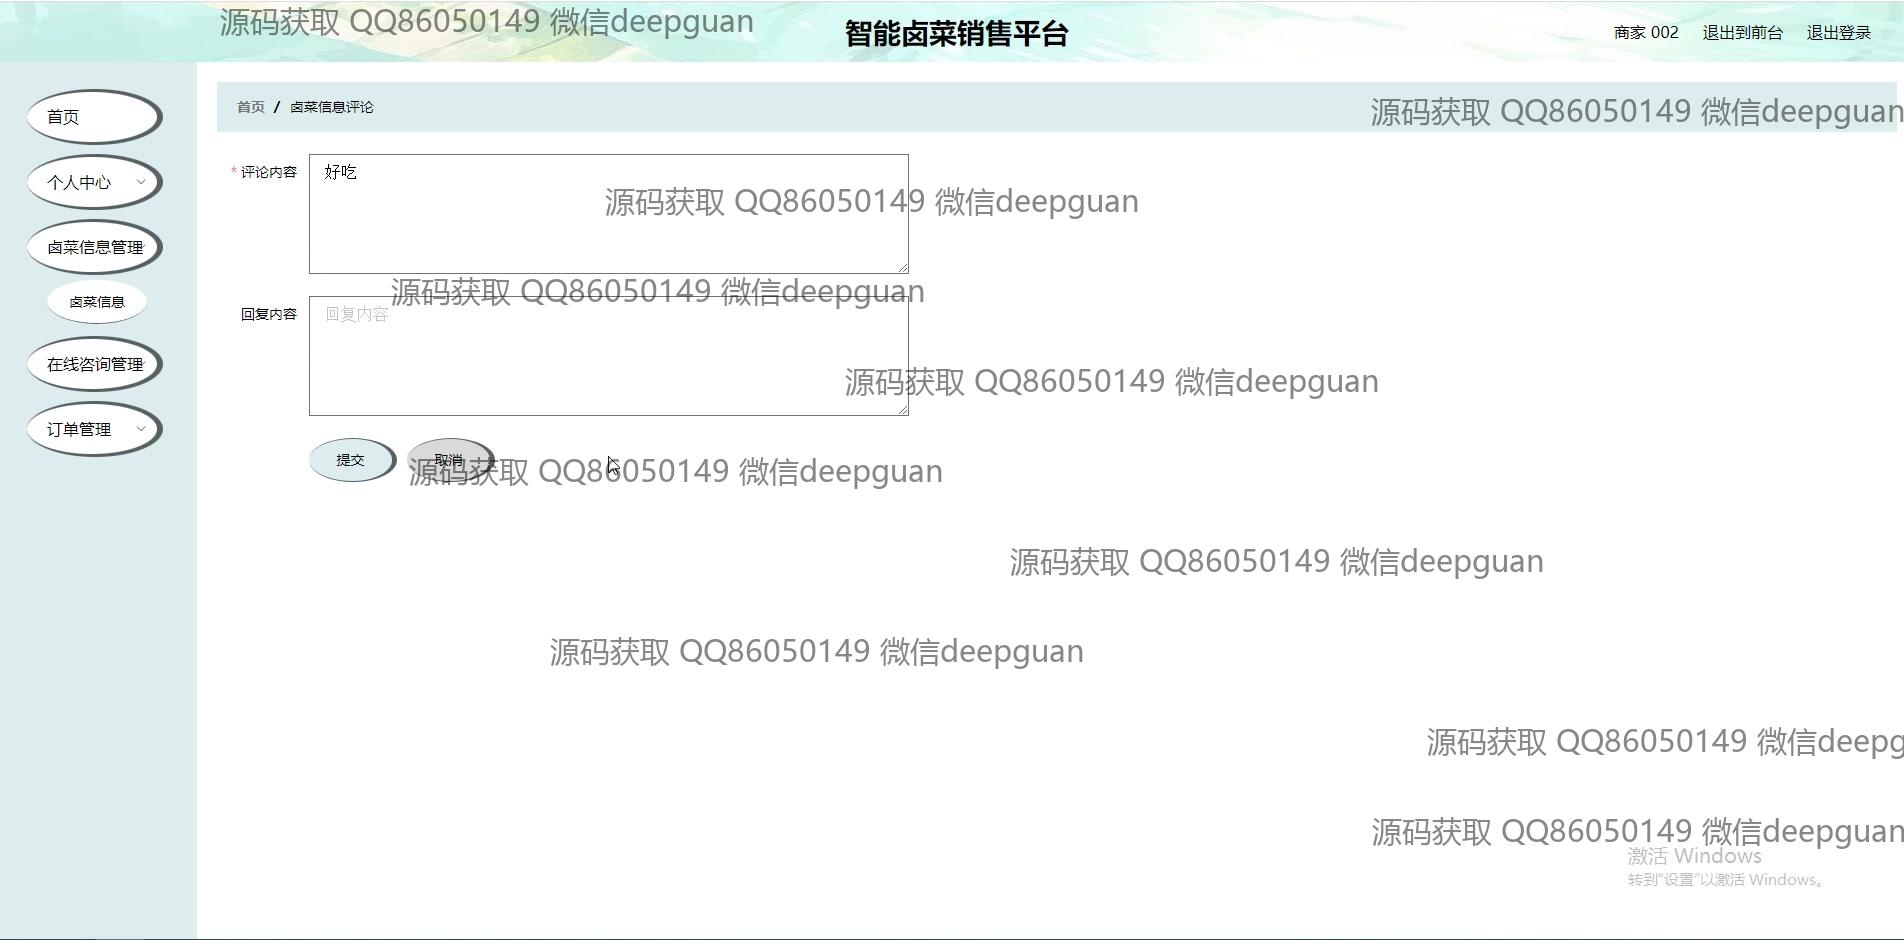 源码获取 QQ86050149 微信deepguan
智能卤菜销售平台
商家 002 退出到前台 退出登录
首页
个人中心
卤菜信息管理
卤菜信息
在线咨询管理
订单管理
首页 / 卤菜信息评论
源码获取 QQ86050149 微信deepguan
* 评论内容
好吃
源码获取 QQ86050149 微信deepguan
源码获取 QQ86050149 微信deepguan
回复内容
回复内容
源码获取 QQ86050149 微信deepguan
提交
取消
源码获取 QQ86050149 微信deepguan
源码获取 QQ86050149 微信deepguan
源码获取 QQ86050149 微信deepguan
源码获取 QQ86050149 微信deepg
源码获取 QQ86050149 微信deepguan
激活 Windows
转到“设置”以激活 Windows。